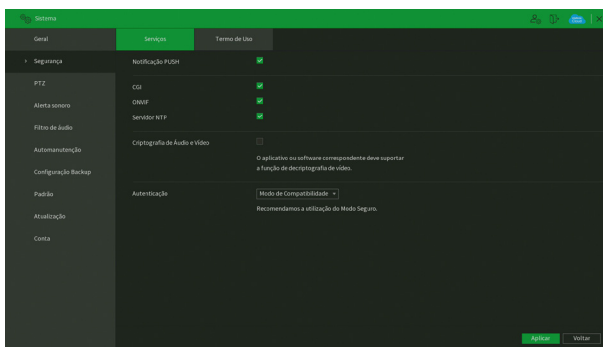 Sistema
Geral
Serviços
Termo de Uso
Segurança
Notificação PUSH
PTZ
CGI
Alerta sonoro
ONVIF
Servidor NTP
Filtro de áudio
Automanutenção
Criptografia de Áudio e Vídeo
O aplicativo ou software correspondente deve suportar
a função de decriptografia de vídeo.
Configuração Backup
Padrão
Autenticação
Modo de Compatibilidade
Recomendamos a utilização do Modo Seguro.
Atualização
Conta
Aplicar
Voltar